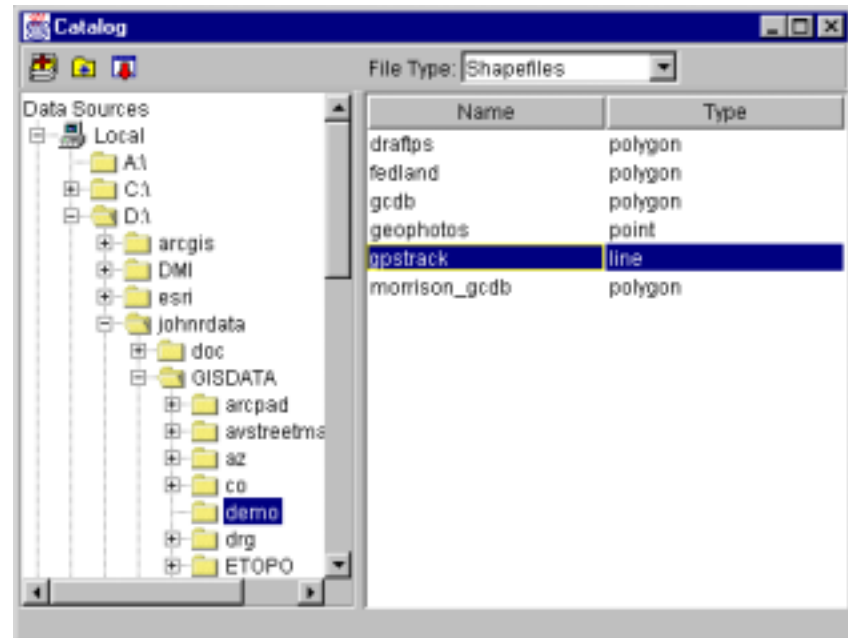 Catalog
File Type: Shapefiles
Data Sources
Local
A:\
C:\
D:\
arcgis
DMI
esri
johnrdata
doc
GISDATA
arcpad
avstreetma
az
co
demo
drg
ETOPO
Name Type
draftps polygon
fedland polygon
gcdb polygon
geophotos point
gpstrack line
morrison_gcdb polygon